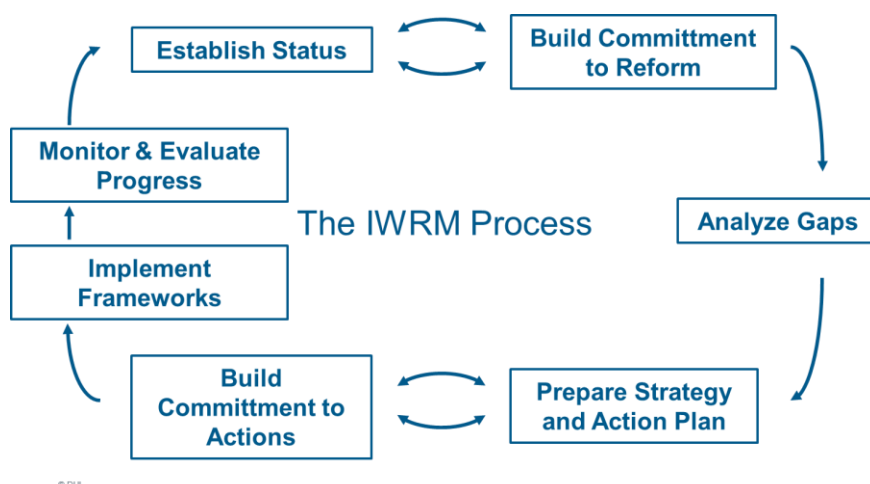 Establish Status
Build Committment
to Reform
Monitor & Evaluate
Progress
The IWRM Process
Analyze Gaps
Implement
Frameworks
Build
Committment to
Actions
Prepare Strategy
and Action Plan